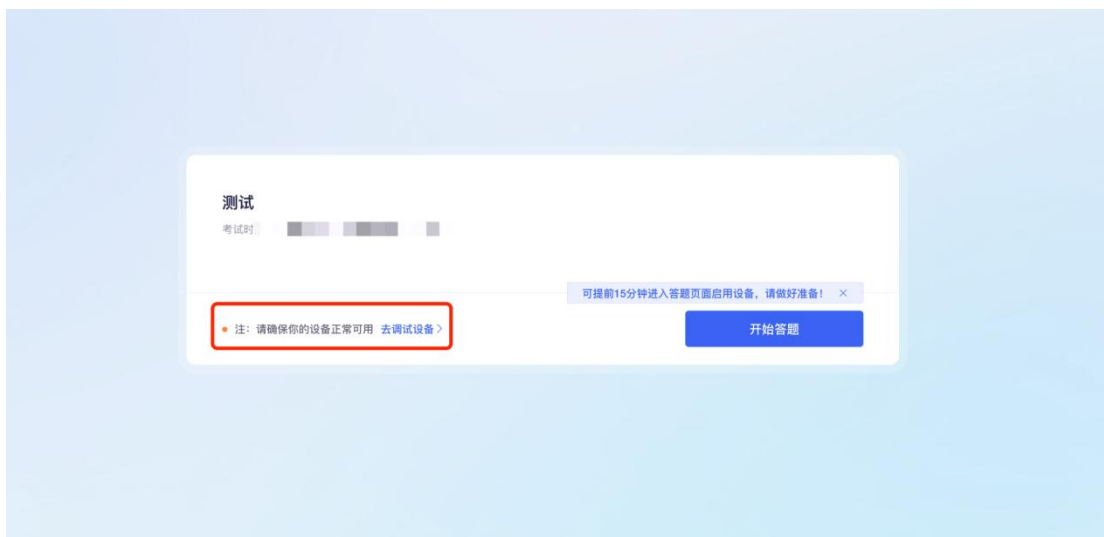 测试
考试时
可提前15分钟进入答题页面启用设备，请做好准备！ ×
注：请确保你的设备正常可用 去调试设备>
开始答题